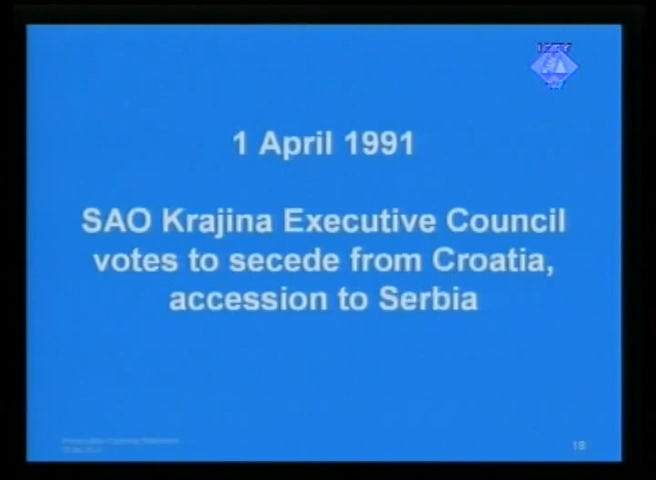 1 April 1991
SAO Krajina Executive Council
votes to secede from Croatia,
accession to Serbia
18